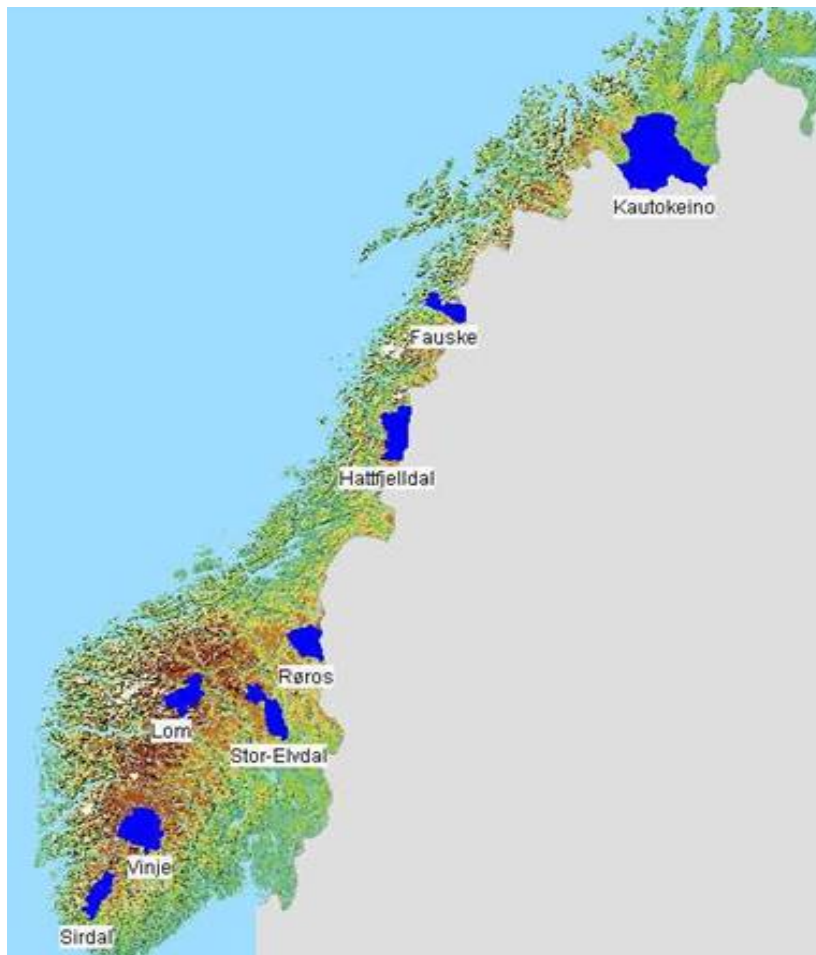 Kautokeino
Fauske
Hattfjelldal
Røros
Lom
Stor-Elvdal
Vinje
Sirdal